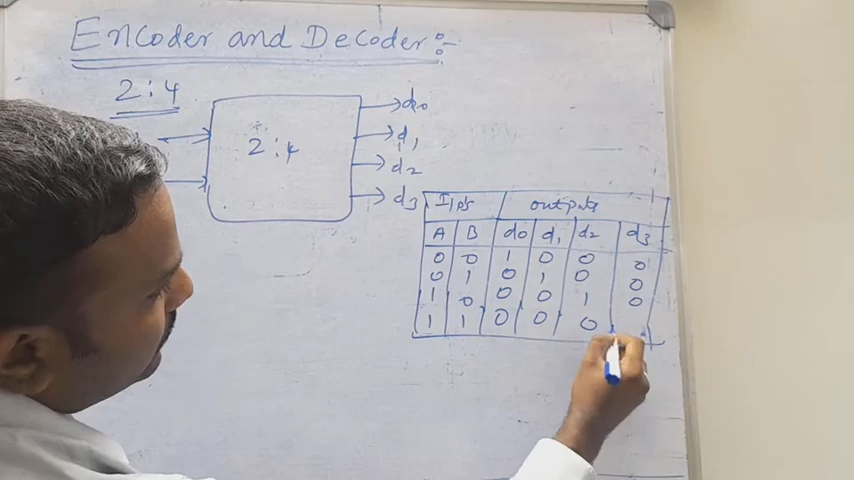 Encoder and Decoder:-
2:4
2:4
d0
d1
d2
d3
I/p's outputs
A B d0 d1 d2 d3
0 0 1 0 0 0
0 1 0 1 0 0
1 0 0 0 1 0
1 1 0 0 0